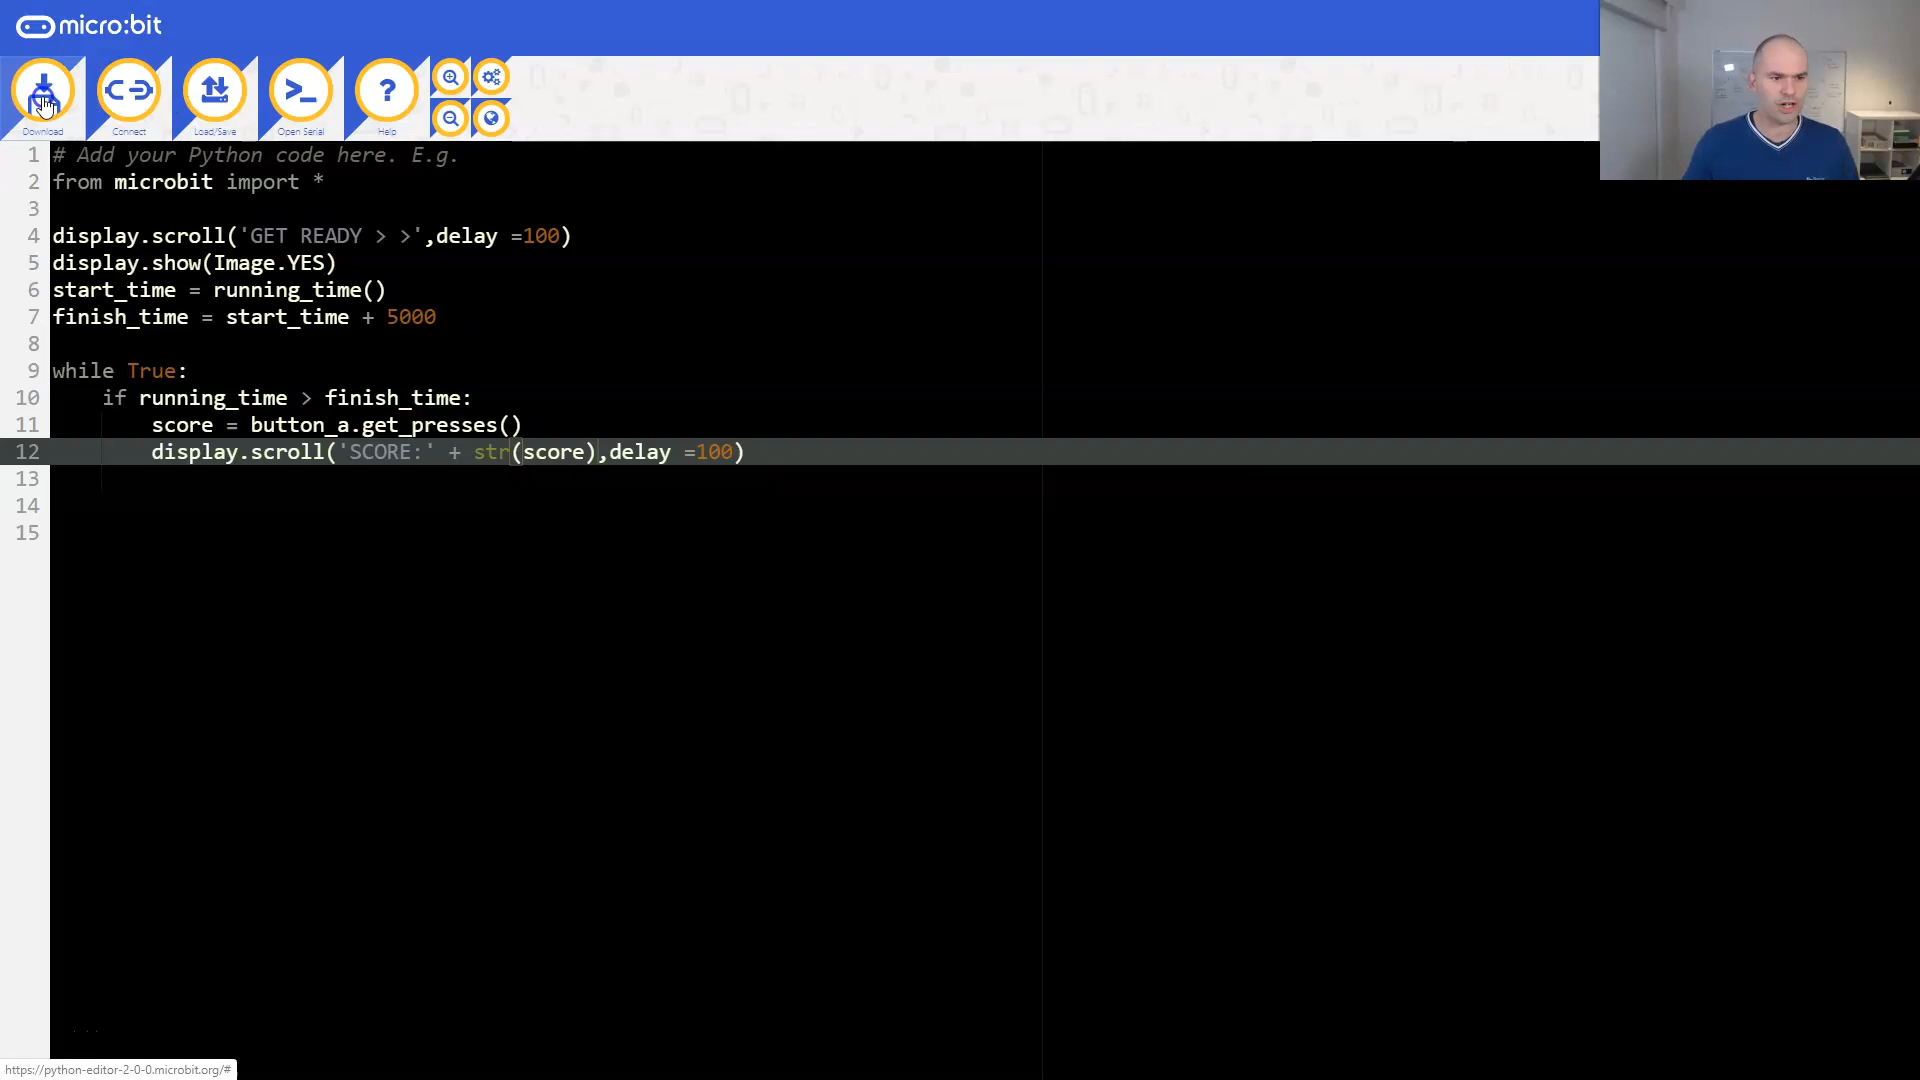 micro:bit
Download
Connect
Load/Save
Open Serial
Help
1 # Add your Python code here. E.g.
2 from microbit import *
3
4 display.scroll('GET READY > >',delay =100)
5 display.show(Image.YES)
6 start_time = running_time()
7 finish_time = start_time + 5000
8
9 while True:
10 if running_time > finish_time:
11 score = button_a.get_presses()
12 display.scroll('SCORE:' + str(score),delay =100)
13
14
15
https://python-editor-2-0-0.microbit.org/#